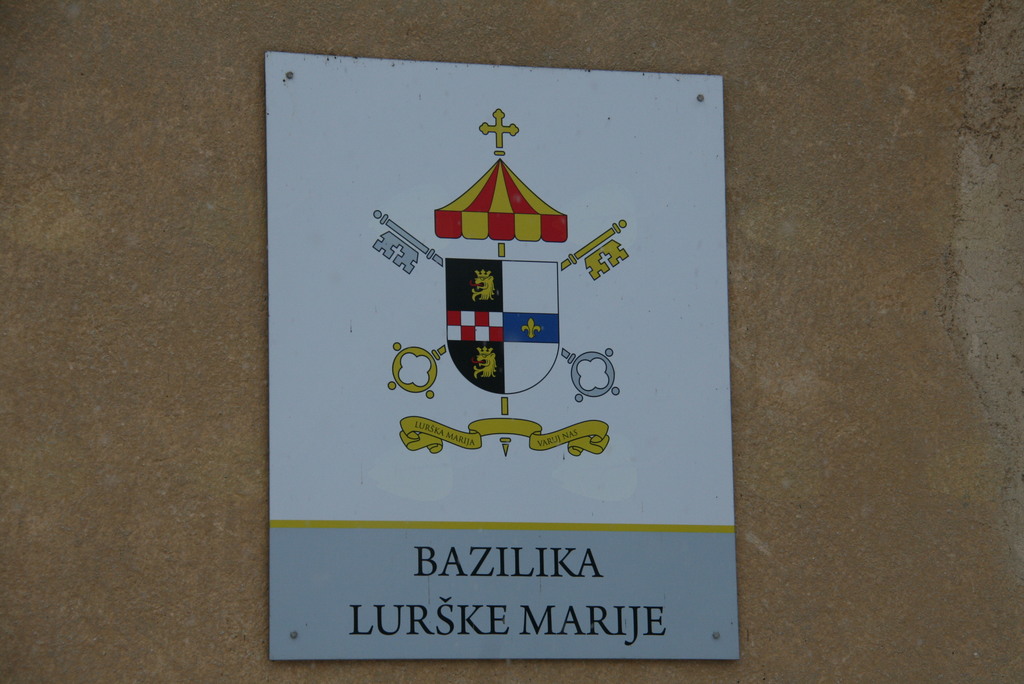 LURŠKA MARIJA VARUJ NAS
BAZILIKA
LURŠKE MARIJE